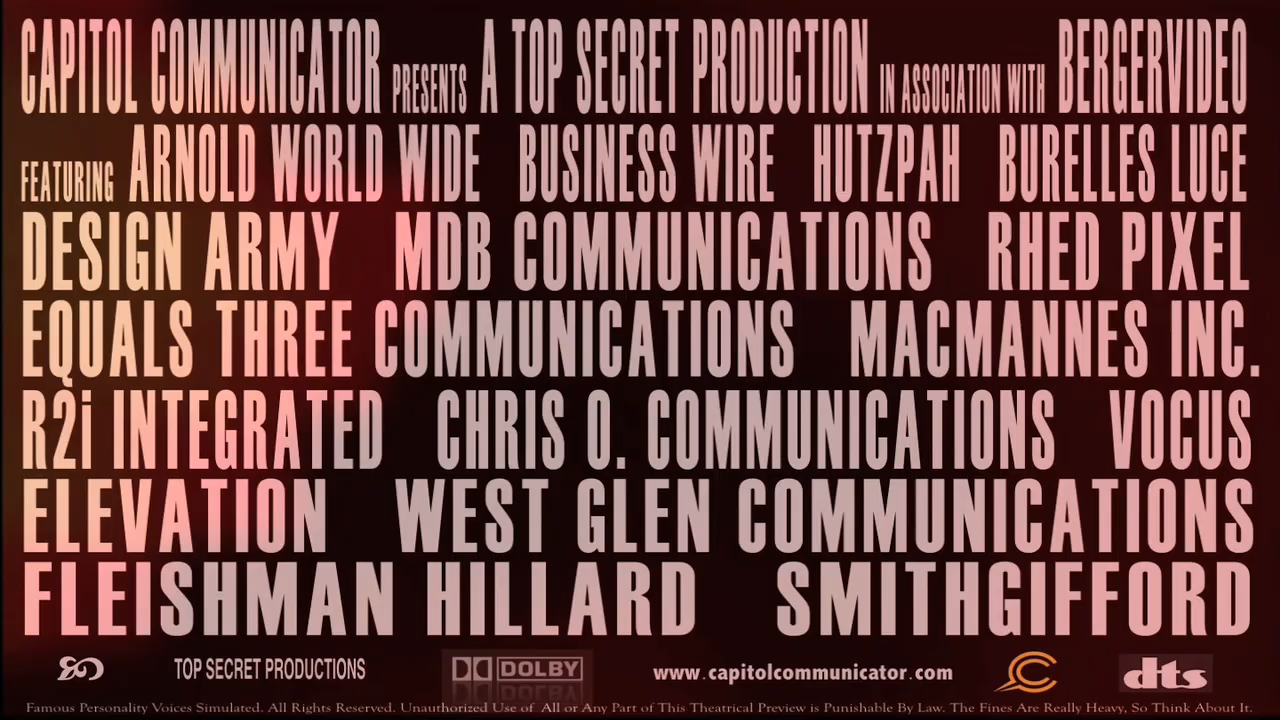 CAPITOL COMMUNICATOR PRESENTS A TOP SECRET PRODUCTION IN ASSOCIATION WITH BERGERVIDEO
FEATURING ARNOLD WORLD WIDE BUSINESS WIRE HUTZPAH BURELLES LUCE
DESIGN ARMY MDB COMMUNICATIONS RHED PIXEL
EQUALS THREE COMMUNICATIONS MACMANNES INC.
R2i INTEGRATED CHRIS O. COMMUNICATIONS VOCUS
ELEVATION WEST GLEN COMMUNICATIONS
FLEISHMAN HILLARD SMITHGIFFORD
TOP SECRET PRODUCTIONS DOLBY www.capitolcommunicator.com dts
Famous Personality Voices Simulated. All Rights Reserved. Unauthorized Use of All or Any Part of This Theatrical Preview is Punishable By Law. The Fines Are Really Heavy, So Think About It.